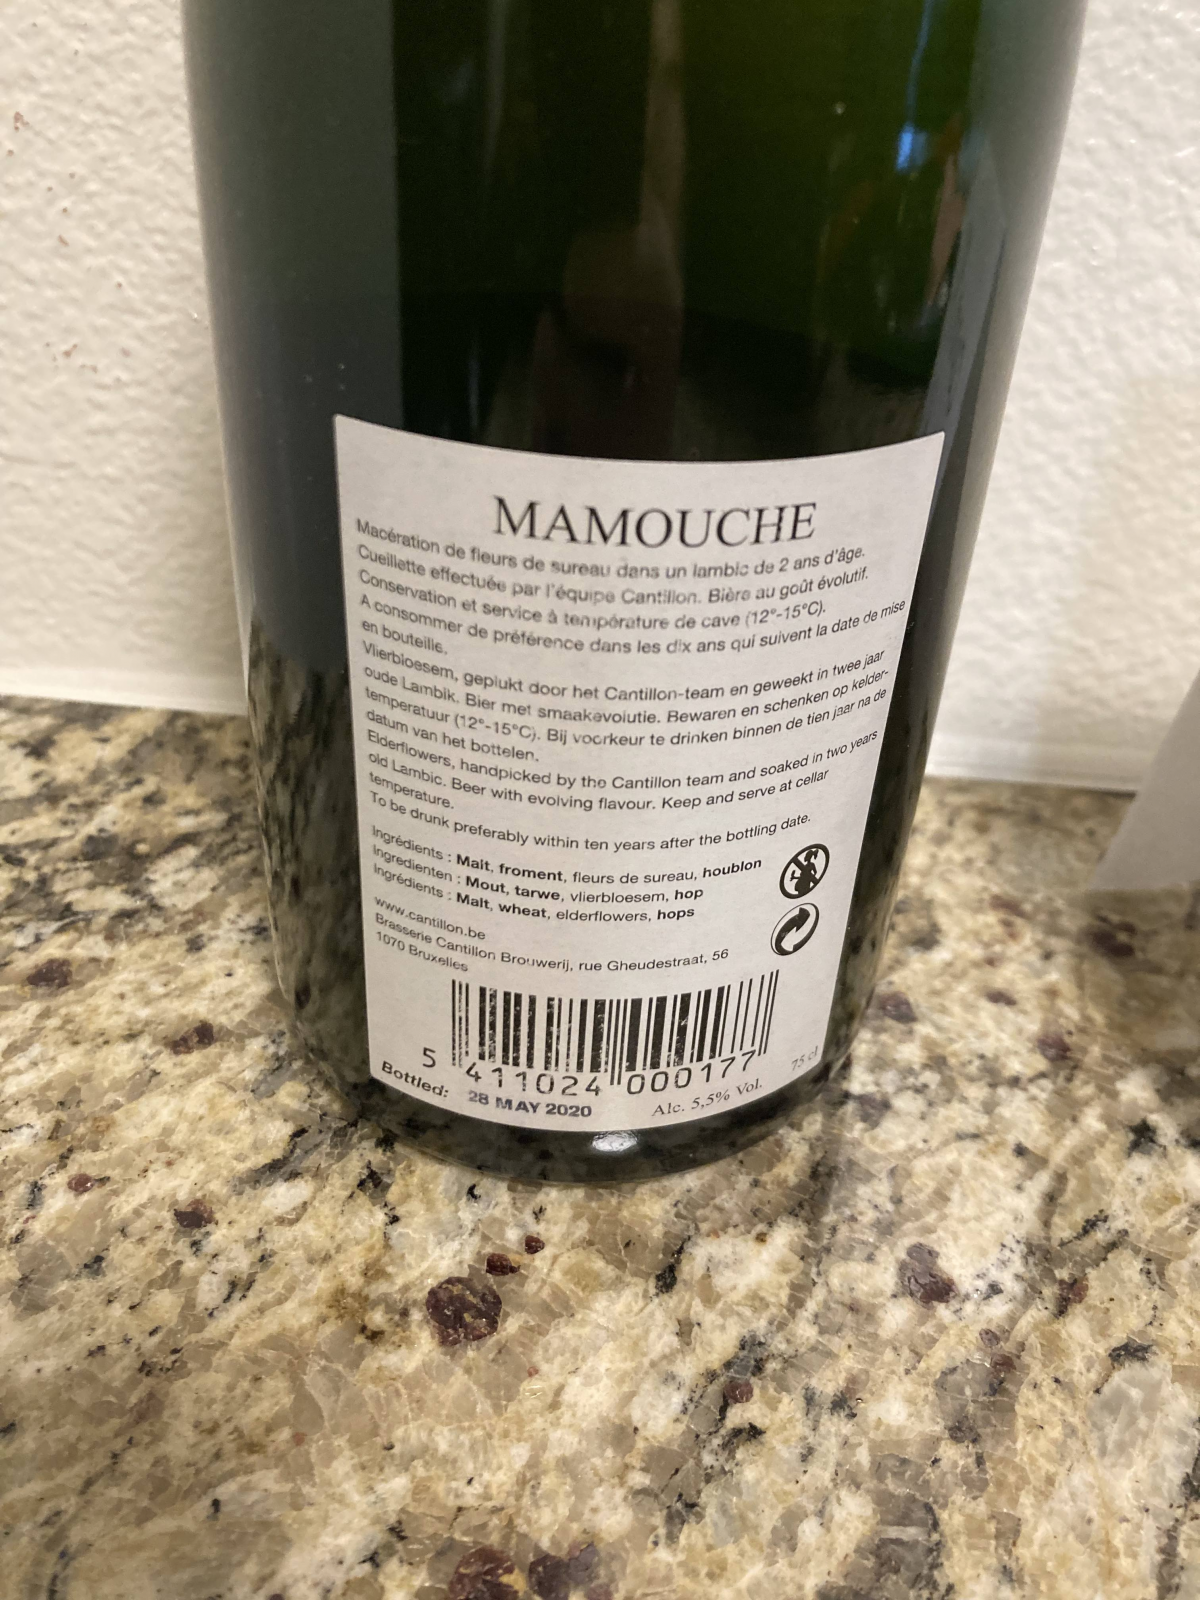 MAMOUCHE
Macération de fleurs de sureau dans un lambic de 2 ans d'âge.
Cueillette effectuée par l'équipe Cantillon. Bière au goût évolutif.
Conservation et service à température de cave (12°-15°C).
A consommer de préférence dans les dix ans qui suivent la date de mise
en bouteille.
Vlierbloesem, geplukt door het Cantillon-team en geweekt in twee jaar
oude Lambik. Bier met smaakevolutie. Bewaren en schenken op kelder-
temperatuur (12°-15°C). Bij voorkeur te drinken binnen de tien jaar na de
datum van het bottelen.
Elderflowers, handpicked by the Cantillon team and soaked in two years
old Lambic. Beer with evolving flavour. Keep and serve at cellar
temperature.
To be drunk preferably within ten years after the bottling date.
Ingrédients : Malt, froment, fleurs de sureau, houblon
Ingredienten : Mout, tarwe, vlierbloesem, hop
Ingrédients : Malt, wheat, elderflowers, hops
www.cantillon.be
Brasserie Cantillon Brouwerij, rue Gheudestraat, 56
1070 Bruxelles
5 411024 000177
75 cl
Bottled: 28 MAY 2020 Alc. 5,5% Vol.